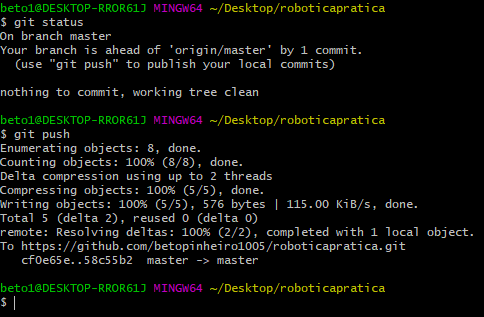 beto1@DESKTOP-RROR61J MINGW64 ~/Desktop/roboticapratica
$ git status
On branch master
Your branch is ahead of 'origin/master' by 1 commit.
  (use "git push" to publish your local commits)

nothing to commit, working tree clean

beto1@DESKTOP-RROR61J MINGW64 ~/Desktop/roboticapratica
$ git push
Enumerating objects: 8, done.
Counting objects: 100% (8/8), done.
Delta compression using up to 2 threads
Compressing objects: 100% (5/5), done.
Writing objects: 100% (5/5), 576 bytes | 115.00 KiB/s, done.
Total 5 (delta 2), reused 0 (delta 0)
remote: Resolving deltas: 100% (2/2), completed with 1 local object.
To https://github.com/betopinheiro1005/roboticapratica.git
   cf0e65e..58c55b2  master -> master

beto1@DESKTOP-RROR61J MINGW64 ~/Desktop/roboticapratica
$